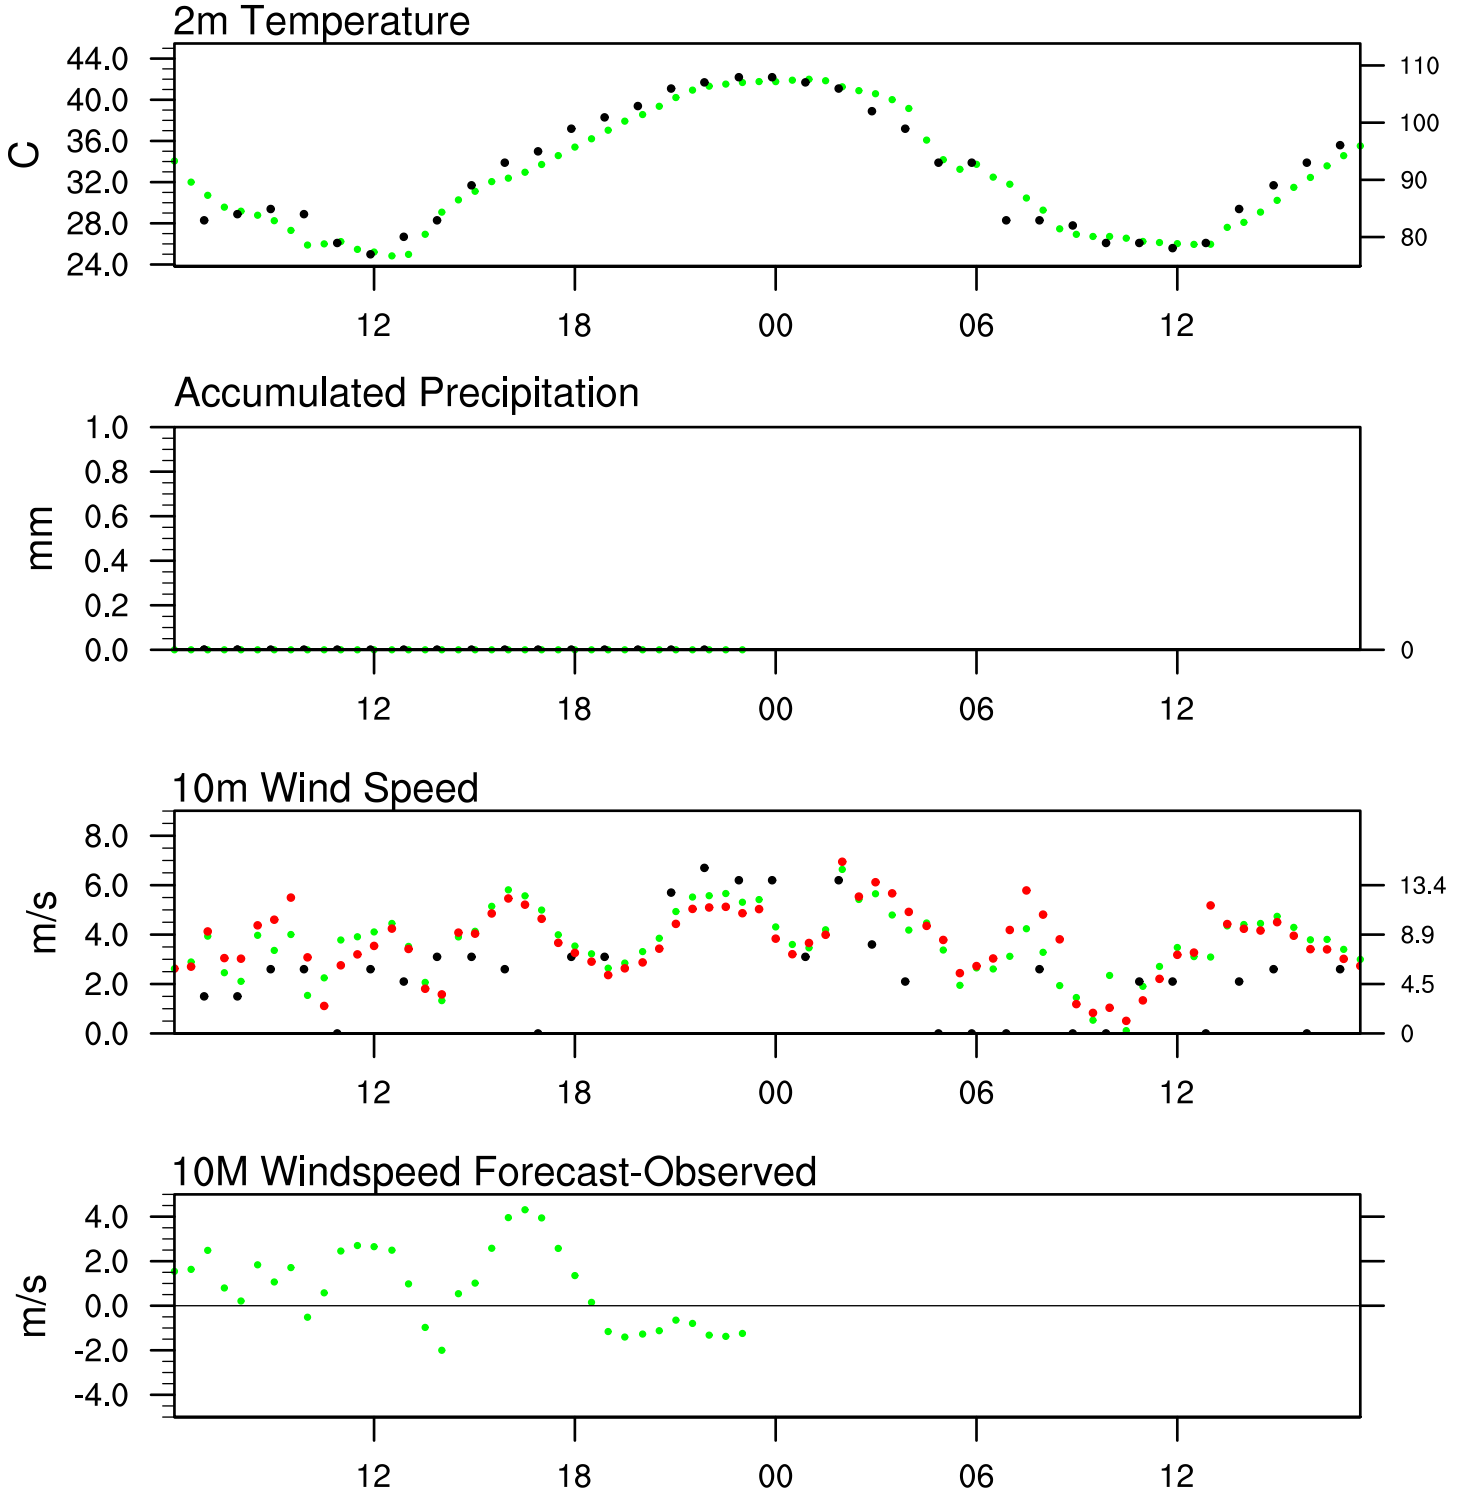 2m Temperature
44.0
40.0
36.0
32.0
28.0
24.0
C
110
100
90
80
12 18 00 06 12
Accumulated Precipitation
1.0
0.8
0.6
0.4
0.2
0.0
mm
0
12 18 00 06 12
10m Wind Speed
8.0
6.0
4.0
2.0
0.0
m/s
13.4
8.9
4.5
0
12 18 00 06 12
10M Windspeed Forecast-Observed
4.0
2.0
0.0
-2.0
-4.0
m/s
12 18 00 06 12